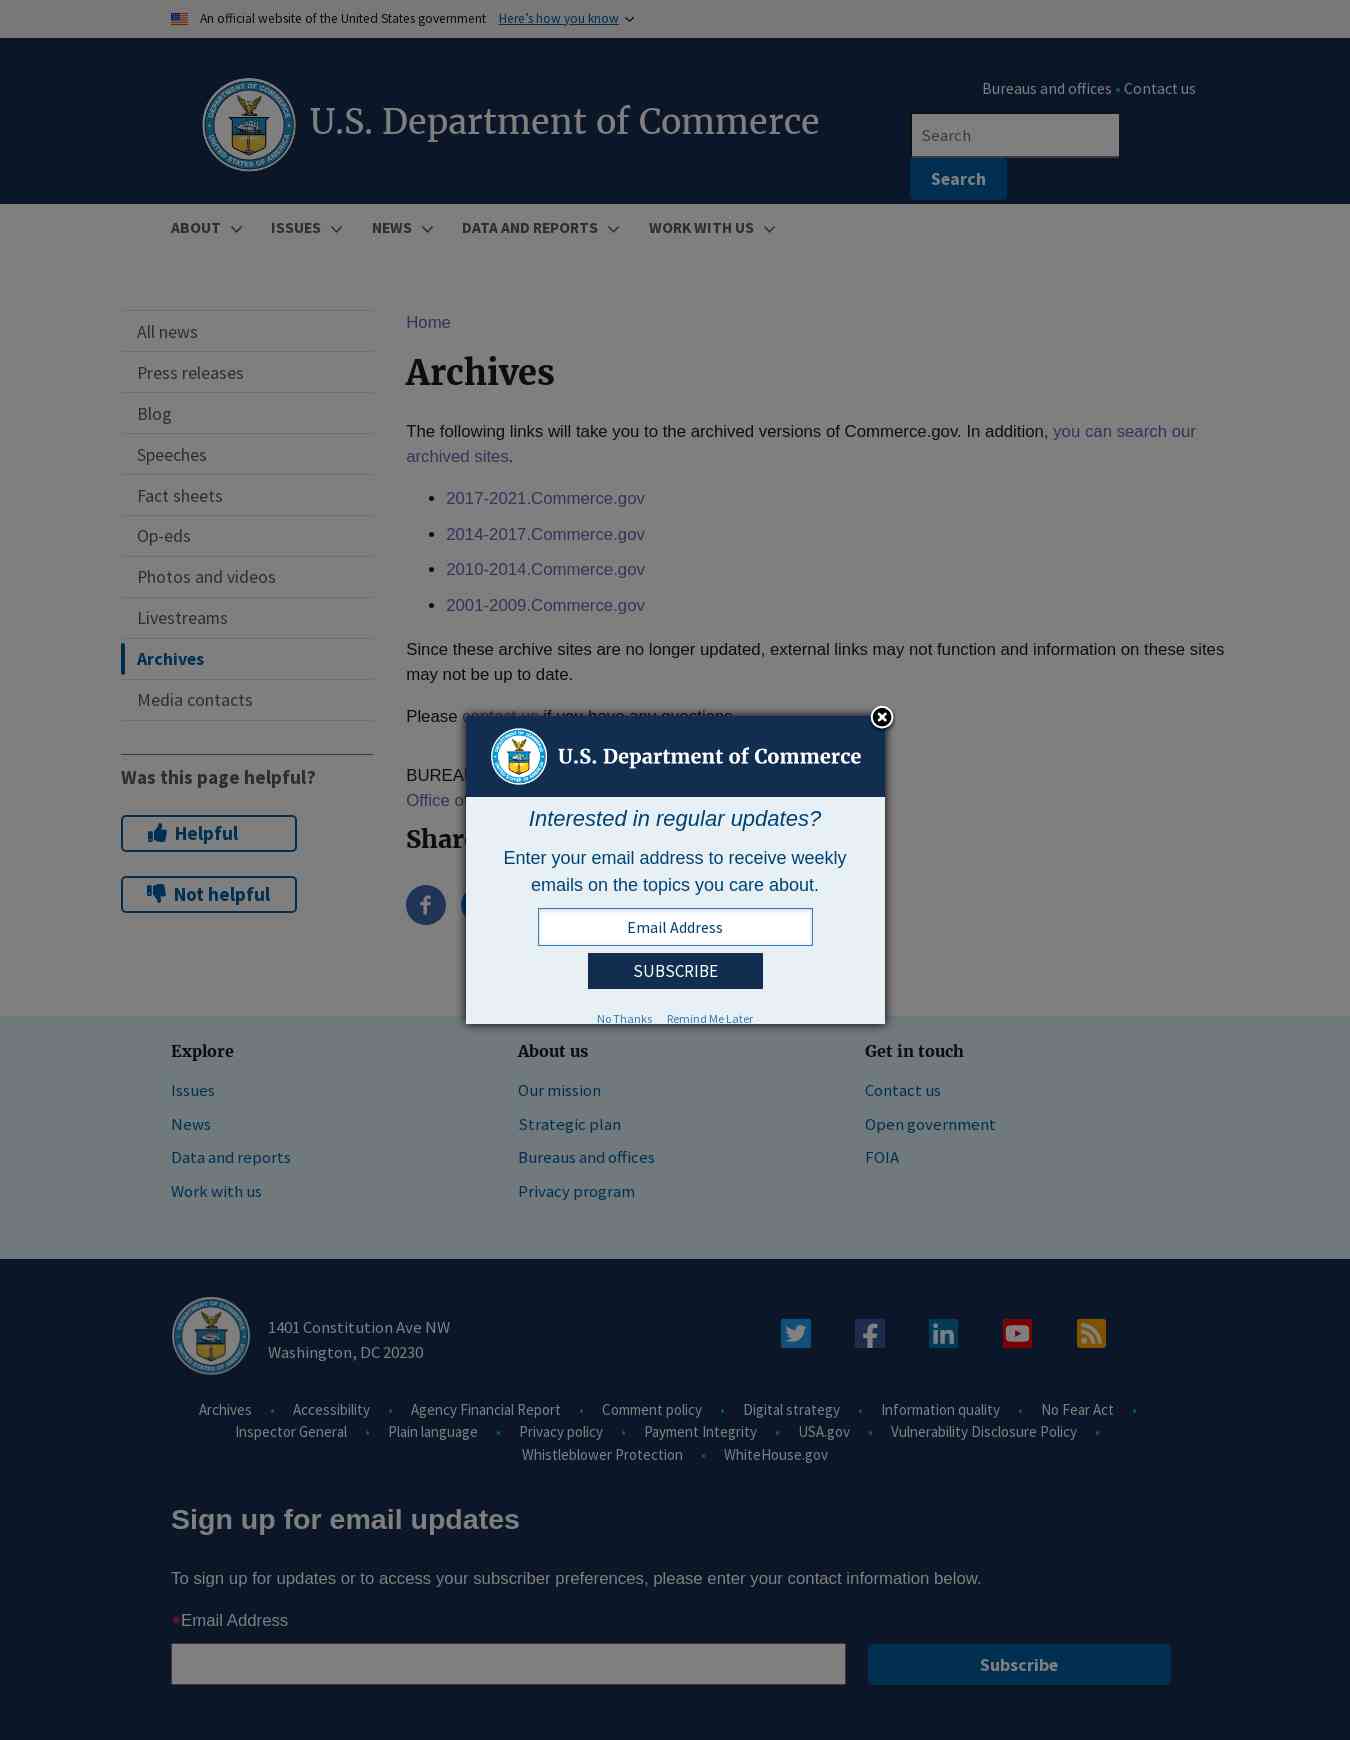 An official website of the United States government Here's how you know
U.S. Department of Commerce
Bureaus and offices • Contact us
Search
Search
ABOUT
ISSUES
NEWS
DATA AND REPORTS
WORK WITH US
All news
Press releases
Blog
Speeches
Fact sheets
Op-eds
Photos and videos
Livestreams
Archives
Media contacts
Was this page helpful?
Helpful
Not helpful
Home
Archives
The following links will take you to the archived versions of Commerce.gov. In addition, you can search our
archived sites.
• 2017-2021.Commerce.gov
• 2014-2017.Commerce.gov
• 2010-2014.Commerce.gov
• 2001-2009.Commerce.gov
Since these archive sites are no longer updated, external links may not function and information on these sites
may not be up to date.
Please contact us if you have any questions.
Office
U.S. Department of Commerce
Interested in regular updates?
Enter your email address to receive weekly
emails on the topics you care about.
Email Address
SUBSCRIBE
No Thanks Remind Me Later
Explore
Issues
News
Data and reports
Work with us
About us
Our mission
Strategic plan
Bureaus and offices
Privacy program
Get in touch
Contact us
Open government
FOIA
1401 Constitution Ave NW
Washington, DC 20230
Archives • Accessibility • Agency Financial Report • Comment policy • Digital strategy • Information quality • No Fear Act •
Inspector General • Plain language • Privacy policy • Payment Integrity • USA.gov • Vulnerability Disclosure Policy •
Whistleblower Protection • WhiteHouse.gov
Sign up for email updates
To sign up for updates or to access your subscriber preferences, please enter your contact information below.
*Email Address
Subscribe